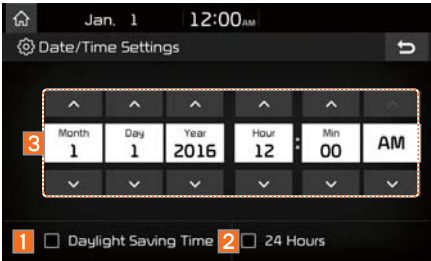 Jan. 1 12:00AM
Date/Time Settings
Month Day Year Hour Min
3 1 1 2016 12 : 00 AM
1 Daylight Saving Time 2 24 Hours